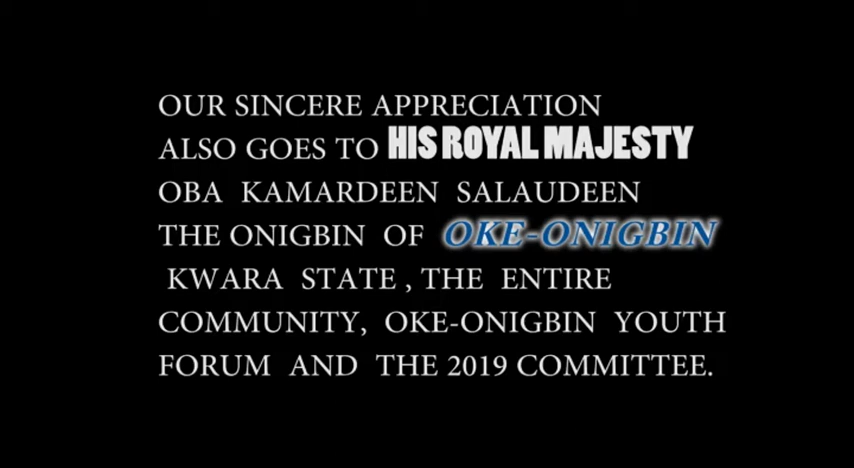 OUR SINCERE APPRECIATION
ALSO GOES TO HIS ROYAL MAJESTY
OBA KAMARDEEN SALAUDEEN
THE ONIGBIN OF OKE-ONIGBIN
KWARA STATE , THE ENTIRE
COMMUNITY, OKE-ONIGBIN YOUTH
FORUM AND THE 2019 COMMITTEE.